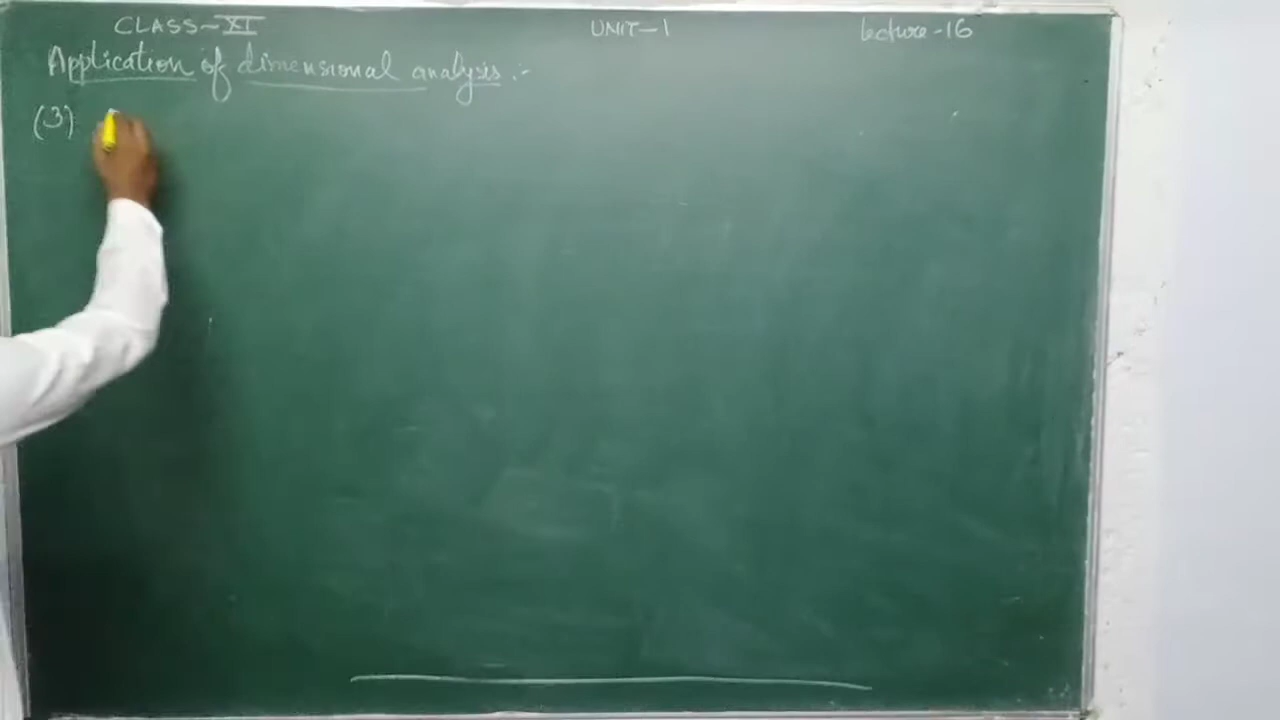 CLASS-XI UNIT-1 Lecture-16
Application of dimensional analysis :-
(3)